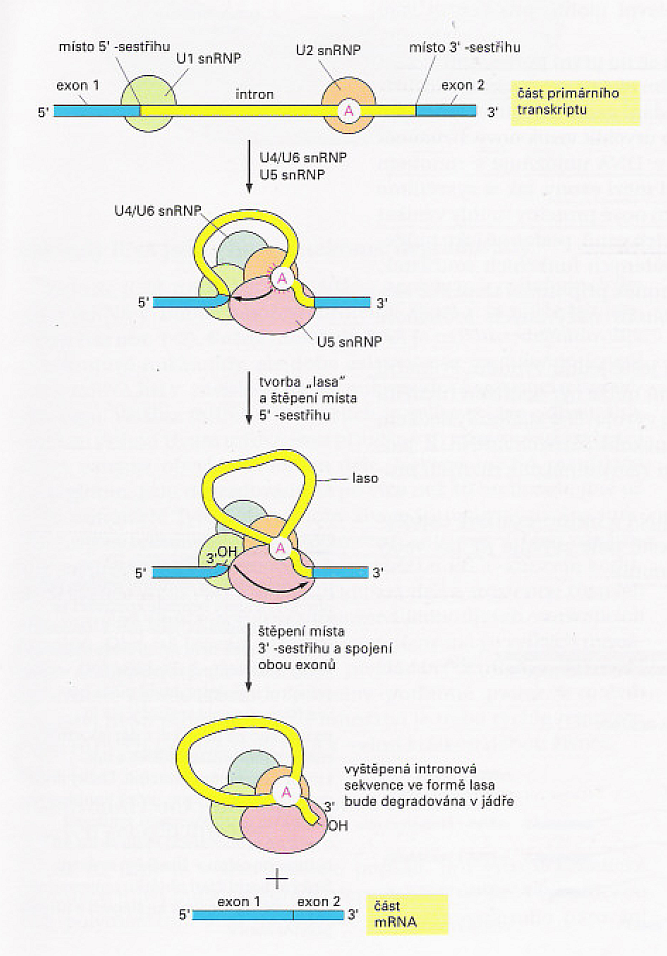 místo 5' -sestřihu
U1 snRNP
U2 snRNP
místo 3' -sestřihu
exon 1
intron
exon 2
5'
A
3'
část primárního
transkriptu
U4/U6 snRNP
U5 snRNP
U4/U6 snRNP
A
5'
3'
U5 snRNP
tvorba „lasa"
a štěpení místa
5' -sestřihu
laso
3'OH
A
5'
3'
štěpení místa
3' -sestřihu a spojení
obou exonů
vyštěpená intronová
sekvence ve formě lasa
bude degradována v jádře
A
3'
OH
+
exon 1
exon 2
5'
3'
část
mRNA